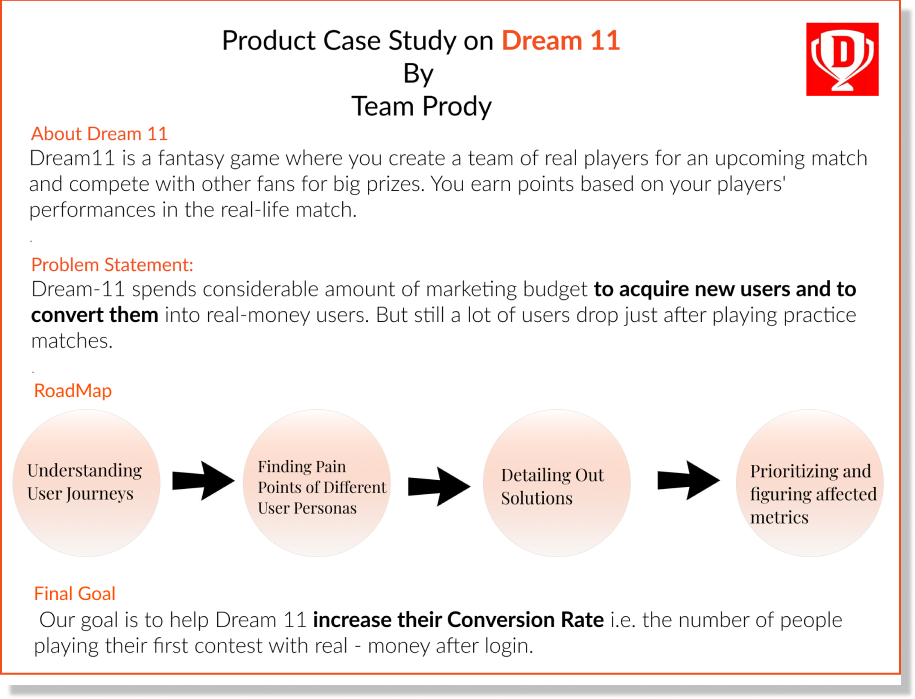 Product Case Study on Dream 11
By
Team Prody
D
About Dream 11
Dream11 is a fantasy game where you create a team of real players for an upcoming match
and compete with other fans for big prizes. You earn points based on your players'
performances in the real-life match.
.
Problem Statement:
Dream-11 spends considerable amount of marketing budget to acquire new users and to
convert them into real-money users. But still a lot of users drop just after playing practice
matches.
.
RoadMap
Understanding
User Journeys
Finding Pain
Points of Different
User Personas
Detailing Out
Solutions
Prioritizing and
figuring affected
metrics
Final Goal
Our goal is to help Dream 11 increase their Conversion Rate i.e. the number of people
playing their first contest with real - money after login.